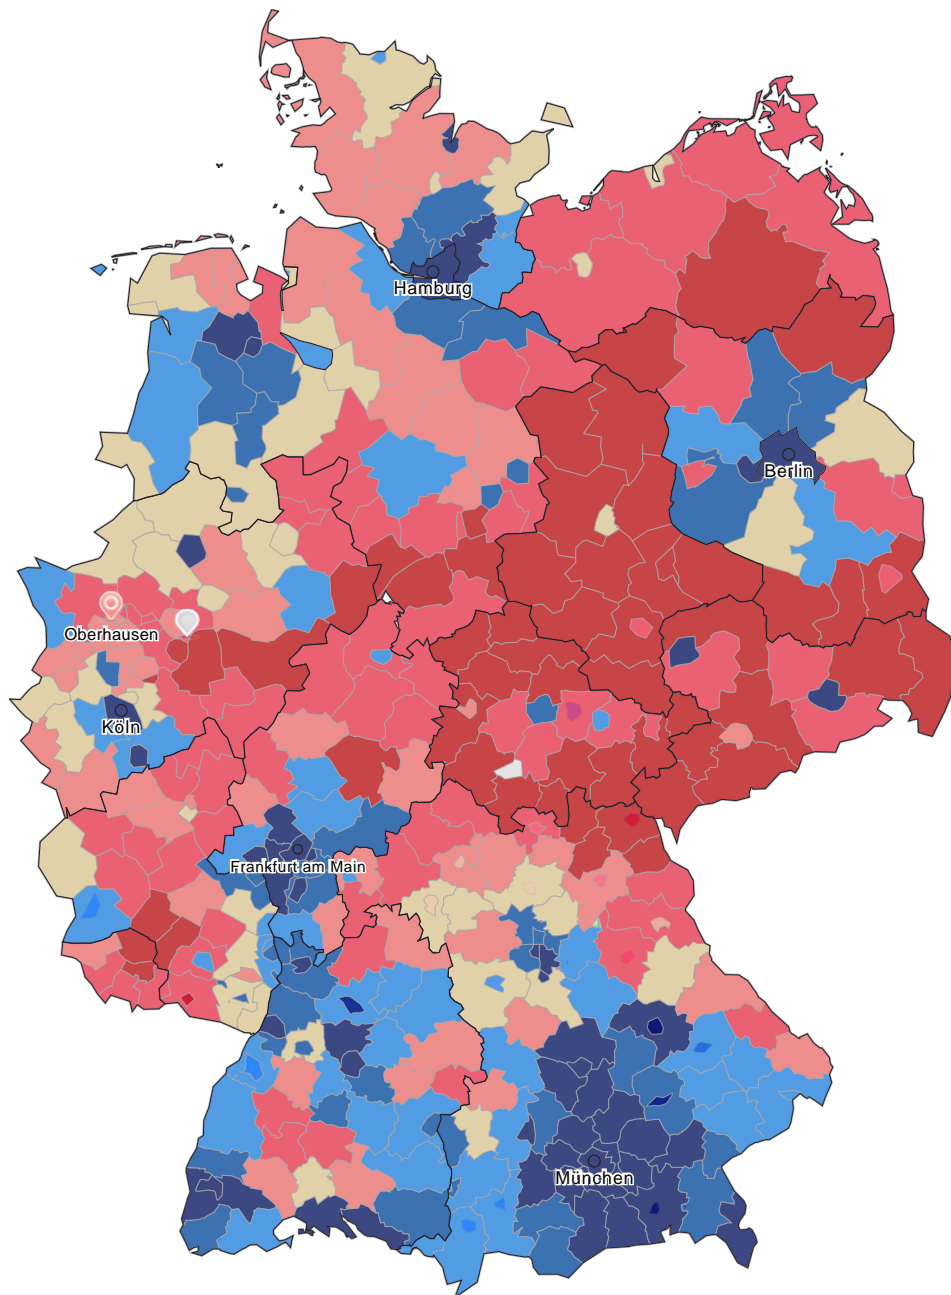 Hamburg
Berlin
Oberhausen
Köln
Frankfurt am Main
München